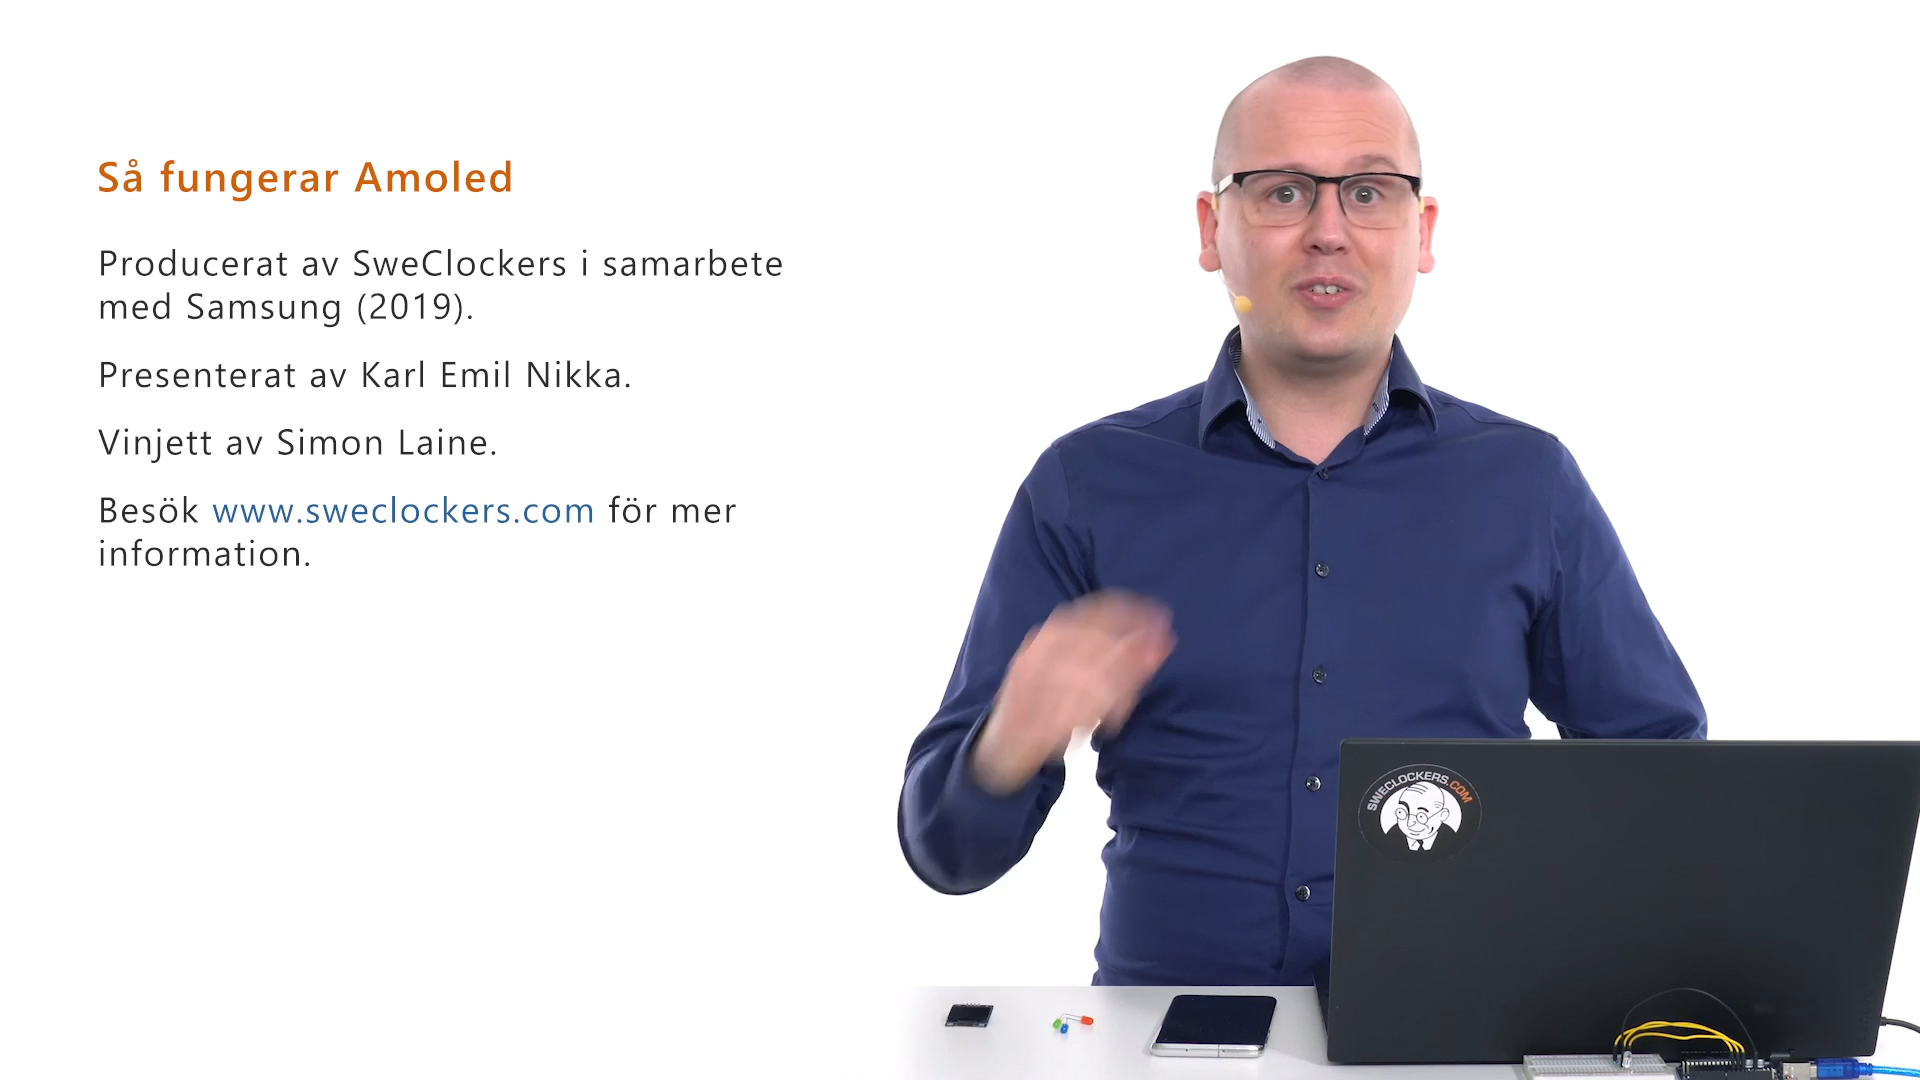 Så fungerar Amoled
Producerat av SweClockers i samarbete
med Samsung (2019).
Presenterat av Karl Emil Nikka.
Vinjett av Simon Laine.
Besök www.sweclockers.com för mer
information.
SWECLOCKERS.COM